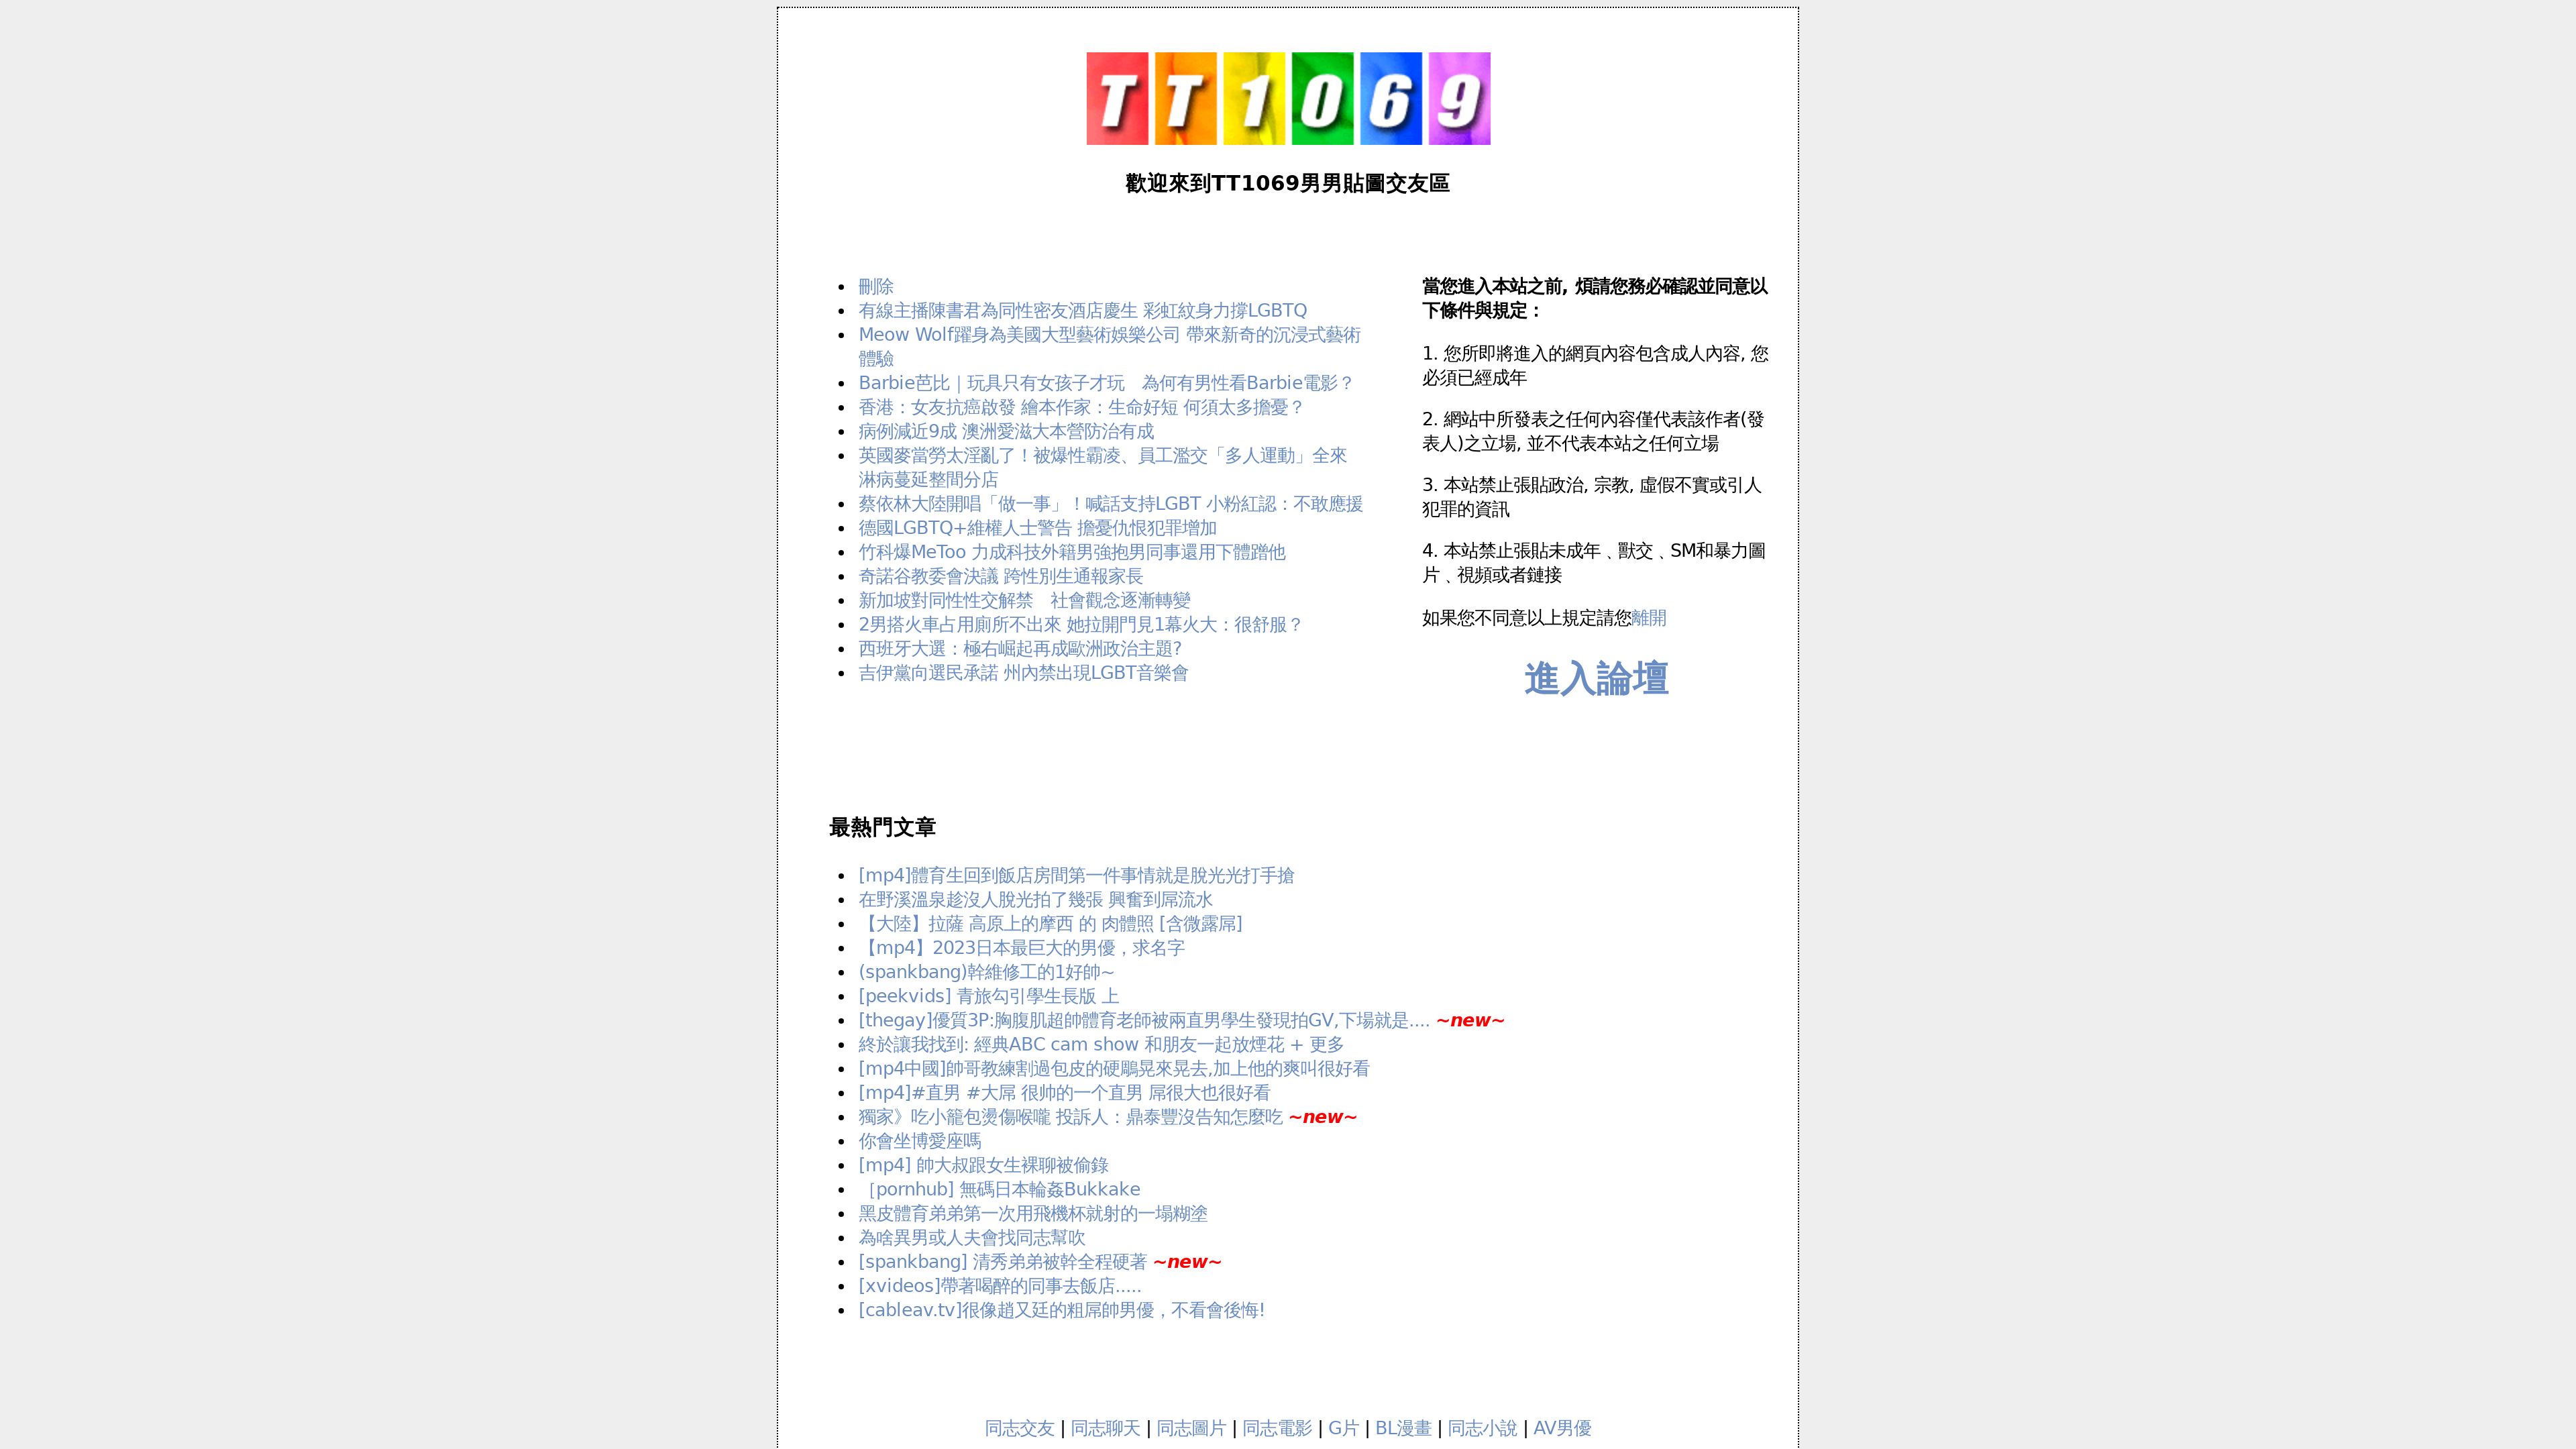 TT1069
歡迎來到TT1069男男貼圖交友區
刪除
有線主播陳書君為同性密友酒店慶生 彩虹紋身力撐LGBTQ
Meow Wolf躍身為美國大型藝術娛樂公司 帶來新奇的沉浸式藝術
體驗
Barbie芭比｜玩具只有女孩子才玩　為何有男性看Barbie電影？
香港：女友抗癌啟發 繪本作家：生命好短 何須太多擔憂？
病例減近9成 澳洲愛滋大本營防治有成
英國麥當勞太淫亂了！被爆性霸凌、員工濫交「多人運動」全來
淋病蔓延整間分店
蔡依林大陸開唱「做一事」！喊話支持LGBT 小粉紅認：不敢應援
德國LGBTQ+維權人士警告 擔憂仇恨犯罪增加
竹科爆MeToo 力成科技外籍男強抱男同事還用下體蹭他
奇諾谷教委會決議 跨性別生通報家長
新加坡對同性性交解禁　社會觀念逐漸轉變
2男搭火車占用廁所不出來 她拉開門見1幕火大：很舒服？
西班牙大選：極右崛起再成歐洲政治主題?
吉伊黨向選民承諾 州內禁出現LGBT音樂會
當您進入本站之前, 煩請您務必確認並同意以
下條件與規定：
1. 您所即將進入的網頁內容包含成人內容, 您
必須已經成年
2. 網站中所發表之任何內容僅代表該作者(發
表人)之立場, 並不代表本站之任何立場
3. 本站禁止張貼政治, 宗教, 虛假不實或引人
犯罪的資訊
4. 本站禁止張貼未成年﹑獸交﹑SM和暴力圖
片﹑視頻或者鏈接
如果您不同意以上規定請您離開
進入論壇
最熱門文章
[mp4]體育生回到飯店房間第一件事情就是脫光光打手搶
在野溪溫泉趁沒人脫光拍了幾張 興奮到屌流水
【大陸】拉薩 高原上的摩西 的 肉體照 [含微露屌]
【mp4】2023日本最巨大的男優，求名字
(spankbang)幹維修工的1好帥~
[peekvids] 青旅勾引學生長版 上
[thegay]優質3P:胸腹肌超帥體育老師被兩直男學生發現拍GV,下場就是.... ~new~
終於讓我找到: 經典ABC cam show 和朋友一起放煙花 + 更多
[mp4中國]帥哥教練割過包皮的硬鵰晃來晃去,加上他的爽叫很好看
[mp4]#直男 #大屌 很帅的一个直男 屌很大也很好看
獨家》吃小籠包燙傷喉嚨 投訴人：鼎泰豐沒告知怎麼吃 ~new~
你會坐博愛座嗎
[mp4] 帥大叔跟女生裸聊被偷錄
［pornhub] 無碼日本輪姦Bukkake
黑皮體育弟弟第一次用飛機杯就射的一塌糊塗
為啥異男或人夫會找同志幫吹
[spankbang] 清秀弟弟被幹全程硬著 ~new~
[xvideos]帶著喝醉的同事去飯店.....
[cableav.tv]很像趙又廷的粗屌帥男優，不看會後悔!
同志交友 | 同志聊天 | 同志圖片 | 同志電影 | G片 | BL漫畫 | 同志小說 | AV男優